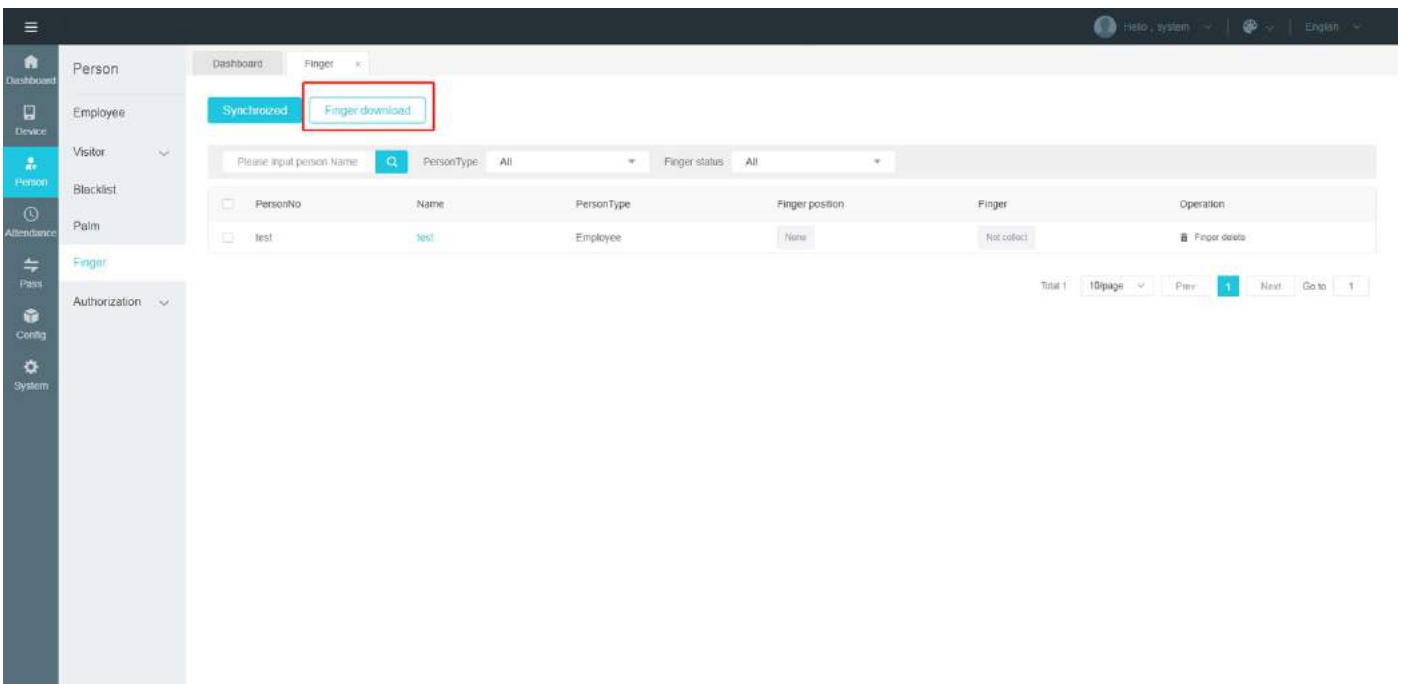 Hello , system English
Dashboard
Device
Person
Attendance
Pass
Config
System
Person
Employee
Visitor
Blacklist
Palm
Finger
Authorization
Dashboard Finger ×
Synchroized Finger download
Please input person Name PersonType All Finger status All
PersonNo Name PersonType Finger position Finger Operation
test test Employee None Not collect Finger delete
Total 1 10/page Prev 1 Next Go to 1